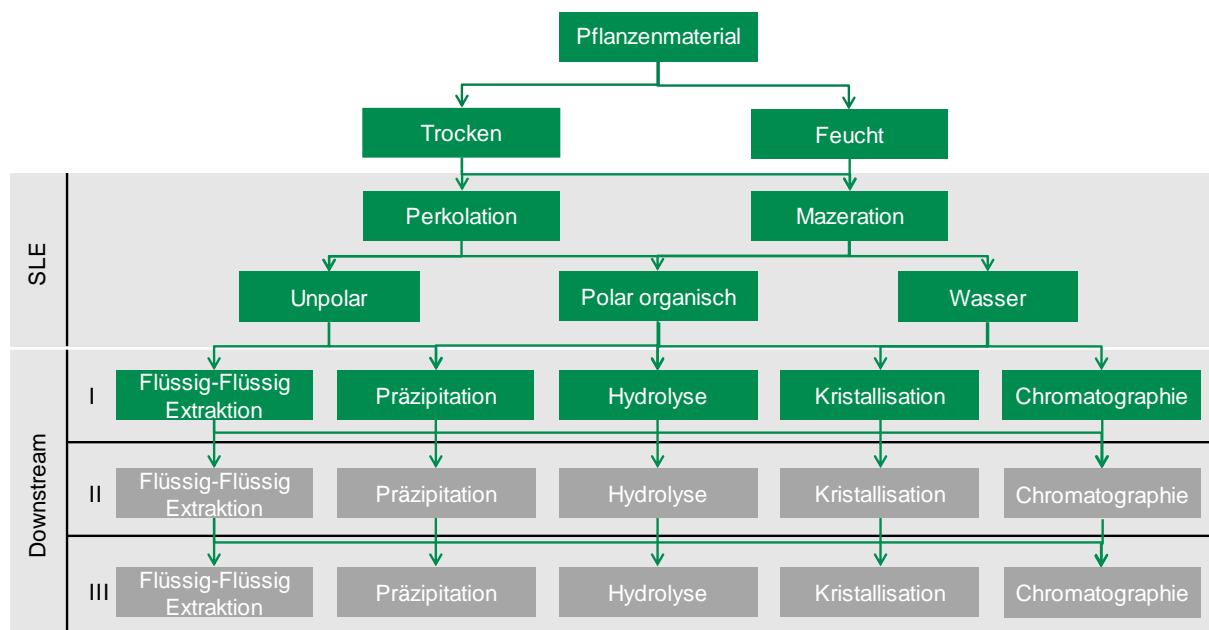 Pflanzenmaterial
Trocken
Feucht
SLE
Perkolation
Mazeration
Unpolar
Polar organisch
Wasser
Downstream
I
Flüssig-Flüssig
Extraktion
Präzipitation
Hydrolyse
Kristallisation
Chromatographie
II
Flüssig-Flüssig
Extraktion
Präzipitation
Hydrolyse
Kristallisation
Chromatographie
III
Flüssig-Flüssig
Extraktion
Präzipitation
Hydrolyse
Kristallisation
Chromatographie